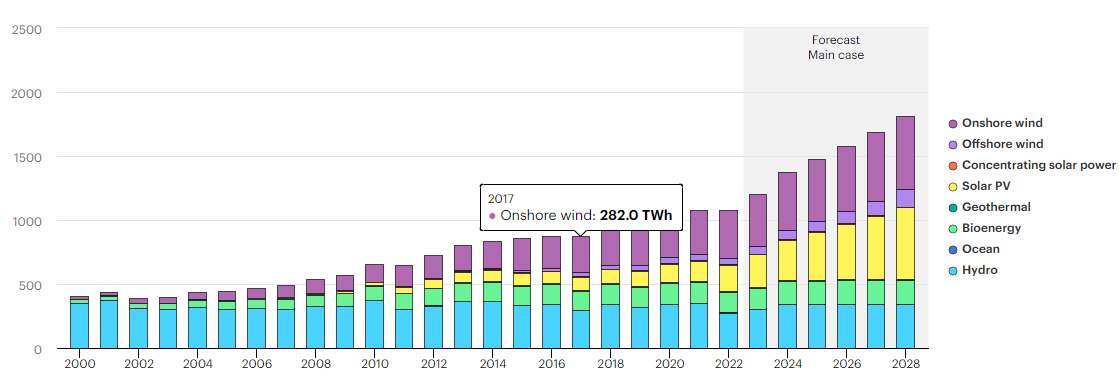 2500
2000
1500
1000
500
0
Forecast
Main case
2017
Onshore wind: 282.0 TWh
2000
2002
2004
2006
2008
2010
2012
2014
2016
2018
2020
2022
2024
2026
2028
Onshore wind
Offshore wind
Concentrating solar power
Solar PV
Geothermal
Bioenergy
Ocean
Hydro